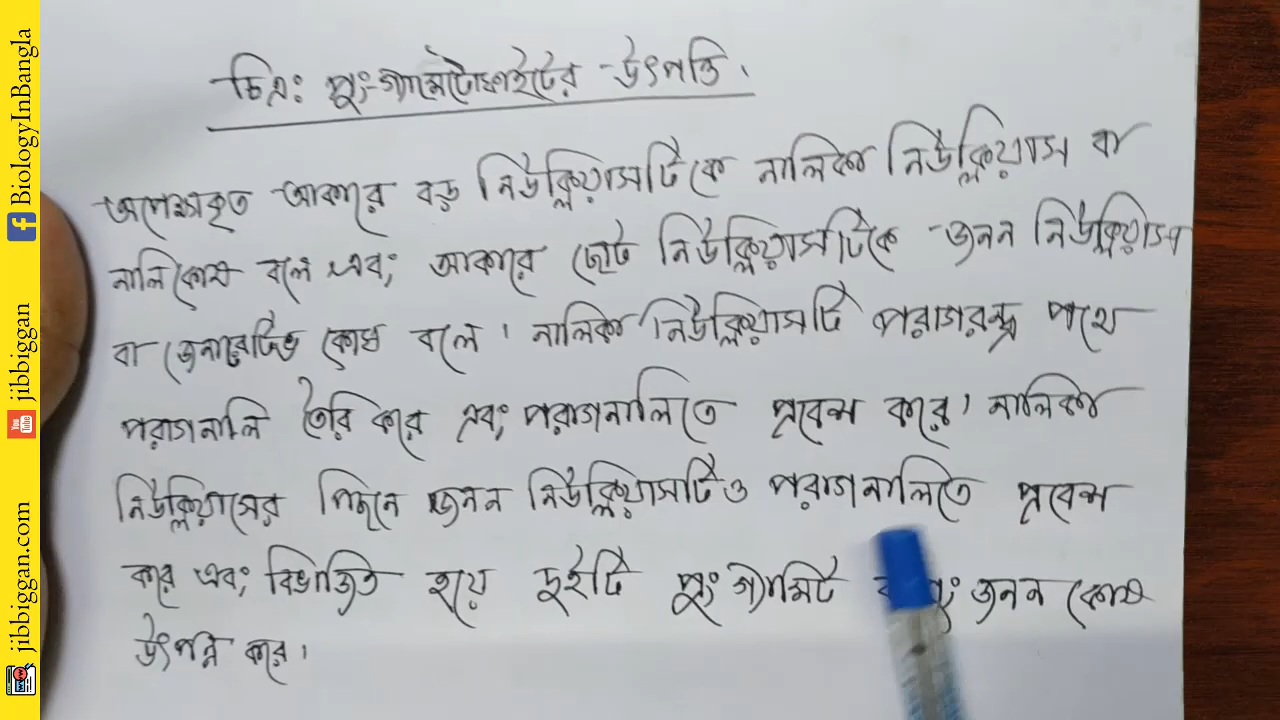 চিত্র: পুং-গ্যামেটোফাইটের উৎপত্তি।
অপেক্ষাকৃত আকারে বড় নিউক্লিয়াসটিকে নালিকা নিউক্লিয়াস বা
নালিকোষ বলে এবং আকারে ছোট নিউক্লিয়াসটিকে জনন নিউক্লিয়াস
বা জেনারেটিভ কোষ বলে। নালিকা নিউক্লিয়াসটি পরাগরন্ধ্র পথে
পরাগনালি তৈরি করে এবং পরাগনালিতে প্রবেশ করে। নালিকা
নিউক্লিয়াসের পিছনে জনন নিউক্লিয়াসটিও পরাগনালিতে প্রবেশ
করে এবং বিভাজিত হয়ে দুইটি পুং গ্যামিট জনন কোষ
উৎপন্ন করে।
BiologyInBangla
jibbiggan
jibbiggan.com